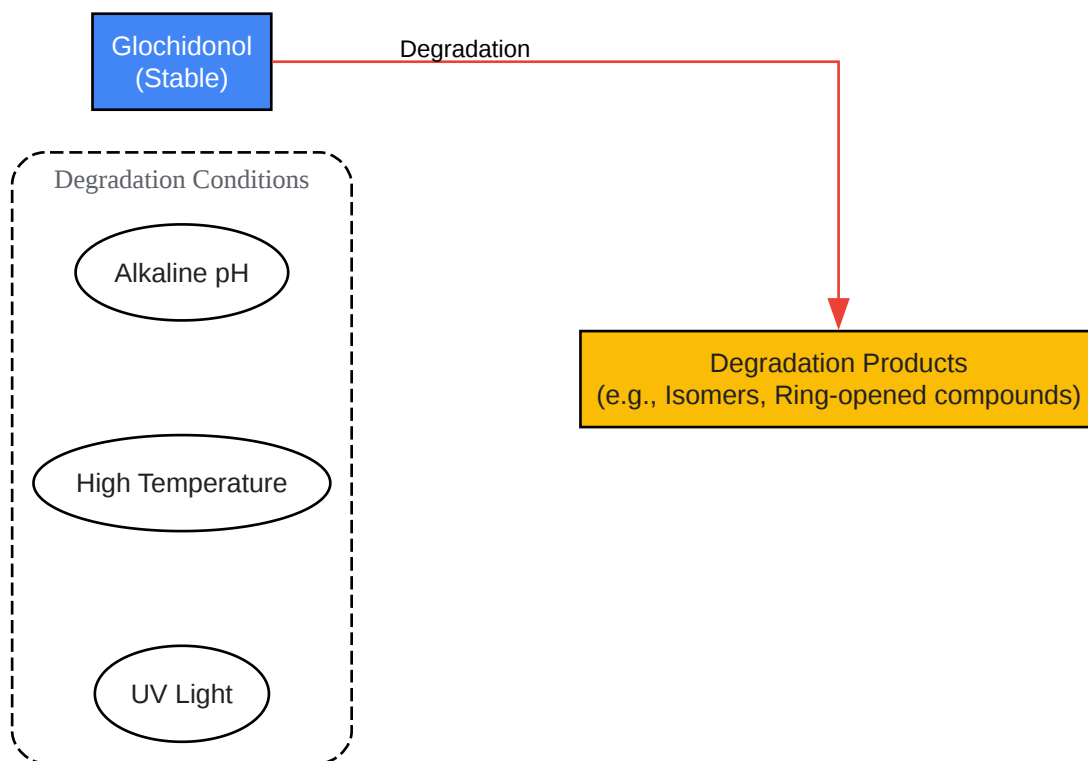 Glochidonol
(Stable)
Degradation
Degradation Conditions
Alkaline pH
High Temperature
UV Light
Degradation Products
(e.g., Isomers, Ring-opened compounds)